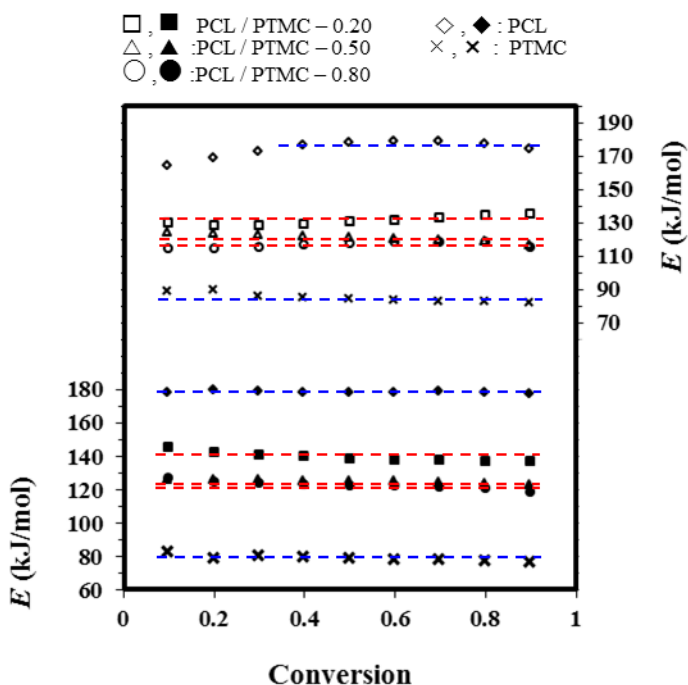 , : PCL / PTMC – 0.20 , : PCL
, :PCL / PTMC – 0.50 , : PTMC
, :PCL / PTMC – 0.80
190
170
150
130
110
90
70
E (kJ/mol)
180
160
140
120
100
80
60
E (kJ/mol)
0 0.2 0.4 0.6 0.8 1
Conversion